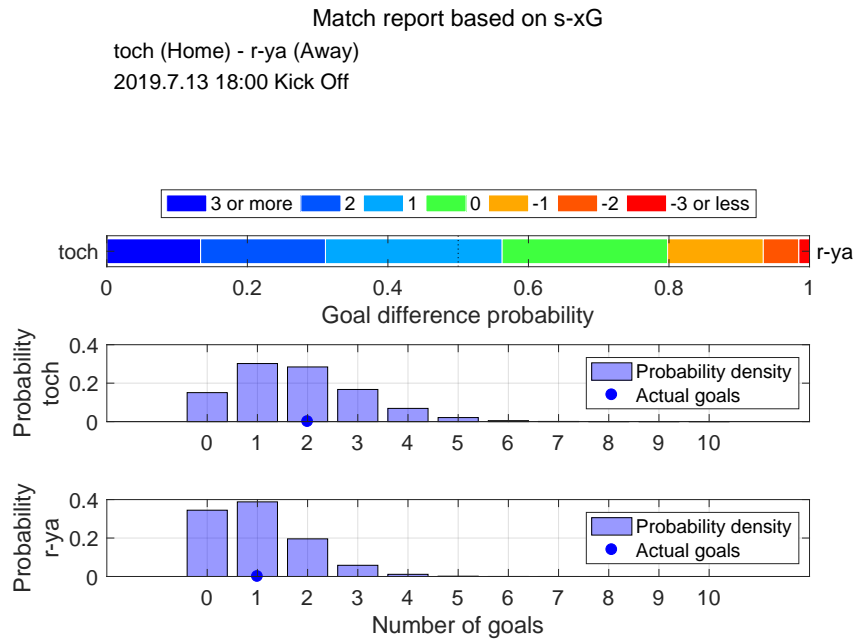 Match report based on s-xG
toch (Home) - r-ya (Away)
2019.7.13 18:00 Kick Off
3 or more 2 1 0 -1 -2 -3 or less
toch r-ya
0 0.2 0.4 0.6 0.8 1
Goal difference probability
Probability
toch
0.4
0.2
0
Probability density
Actual goals
0 1 2 3 4 5 6 7 8 9 10
Probability
r-ya
0.4
0.2
0
Probability density
Actual goals
0 1 2 3 4 5 6 7 8 9 10
Number of goals